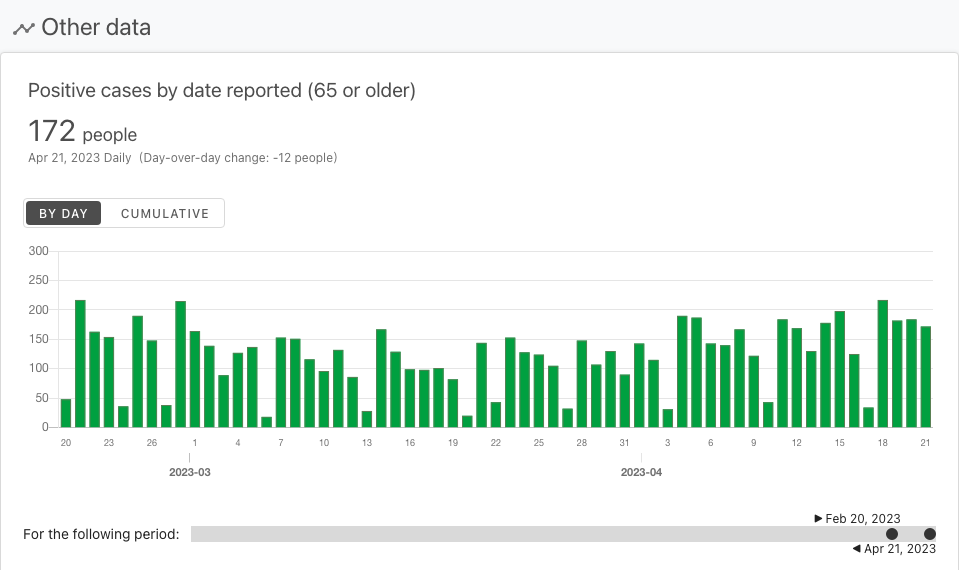 Other data
Positive cases by date reported (65 or older)
172 people
Apr 21, 2023 Daily (Day-over-day change: -12 people)
BY DAY CUMULATIVE
300
250
200
150
100
50
0
20 23 26 1 4 7 10 13 16 19 22 25 28 31 3 6 9 12 15 18 21
2023-03 2023-04
▶ Feb 20, 2023
For the following period:
◀ Apr 21, 2023